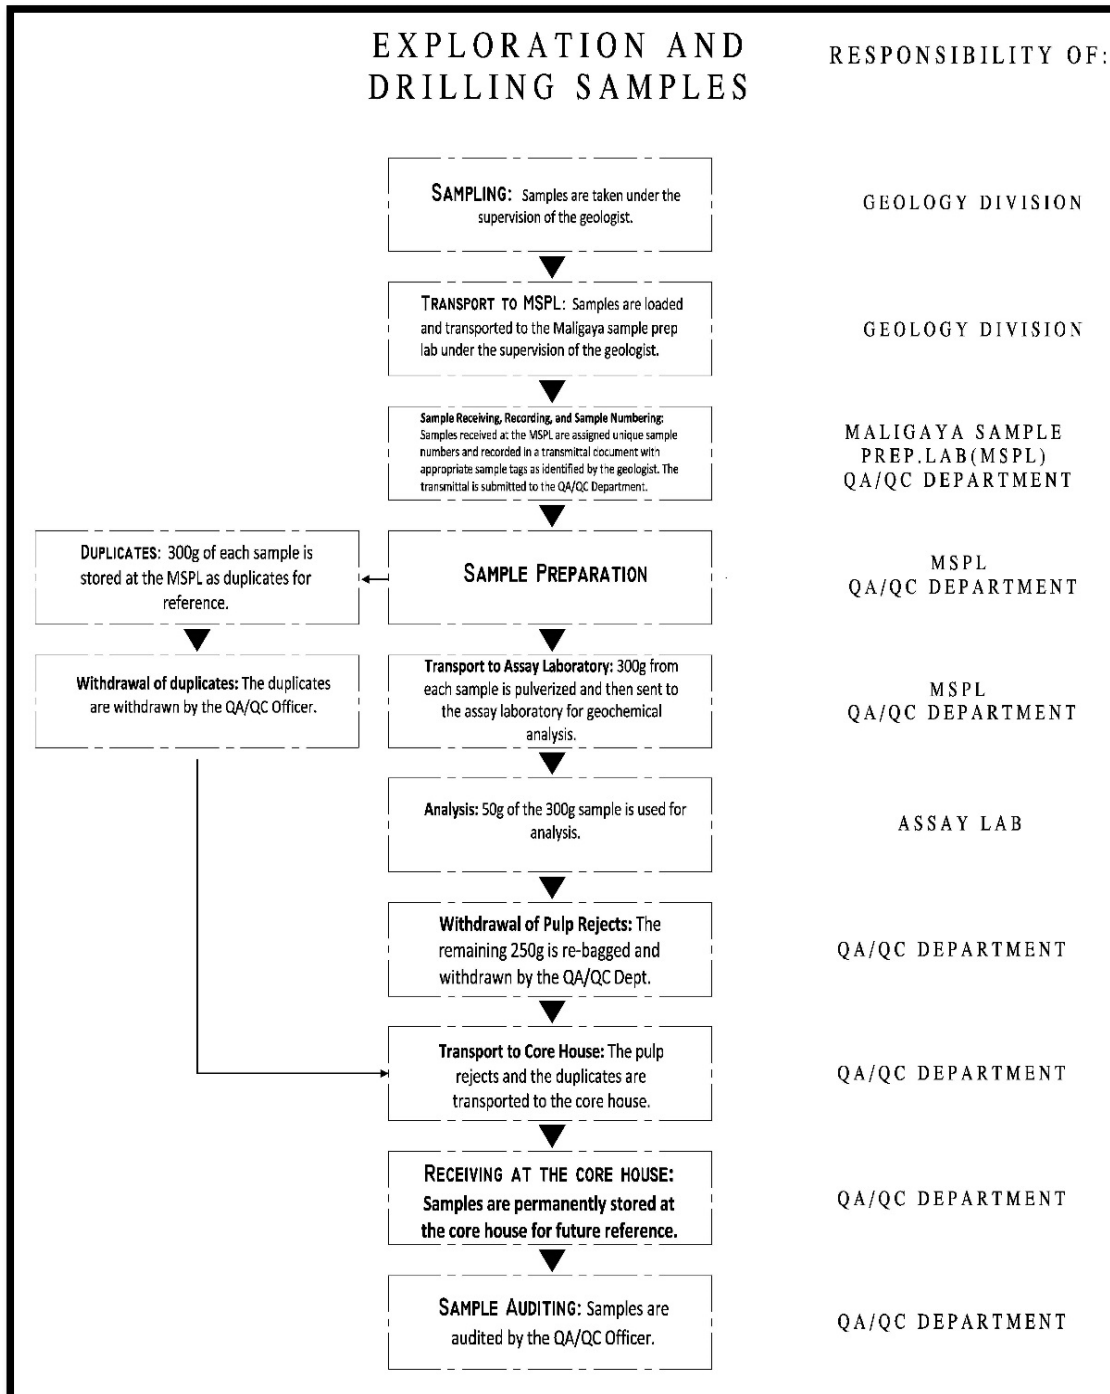 EXPLORATION AND
DRILLING SAMPLES
RESPONSIBILITY OF:
SAMPLING: Samples are taken under the
supervision of the geologist.
GEOLOGY DIVISION
TRANSPORT TO MSPL: Samples are loaded
and transported to the Maligaya sample prep
lab under the supervision of the geologist.
GEOLOGY DIVISION
Sample Receiving, Recording, and Sample Numbering:
Samples received at the MSPL are assigned unique sample
numbers and recorded in a transmittal document with
appropriate sample tags as identified by the geologist. The
transmittal is submitted to the QA/QC Department.
MALIGAYA SAMPLE
PREP.LAB(MSPL)
QA/QC DEPARTMENT
DUPLICATES: 300g of each sample is
stored at the MSPL as duplicates for
reference.
SAMPLE PREPARATION
MSPL
QA/QC DEPARTMENT
Withdrawal of duplicates: The duplicates
are withdrawn by the QA/QC Officer.
Transport to Assay Laboratory: 300g from
each sample is pulverized and then sent to
the assay laboratory for geochemical
analysis.
MSPL
QA/QC DEPARTMENT
Analysis: 50g of the 300g sample is used for
analysis.
ASSAY LAB
Withdrawal of Pulp Rejects: The
remaining 250g is re-bagged and
withdrawn by the QA/QC Dept.
QA/QC DEPARTMENT
Transport to Core House: The pulp
rejects and the duplicates are
transported to the core house.
QA/QC DEPARTMENT
RECEIVING AT THE CORE HOUSE:
Samples are permanently stored at
the core house for future reference.
QA/QC DEPARTMENT
SAMPLE AUDITING: Samples are
audited by the QA/QC Officer.
QA/QC DEPARTMENT